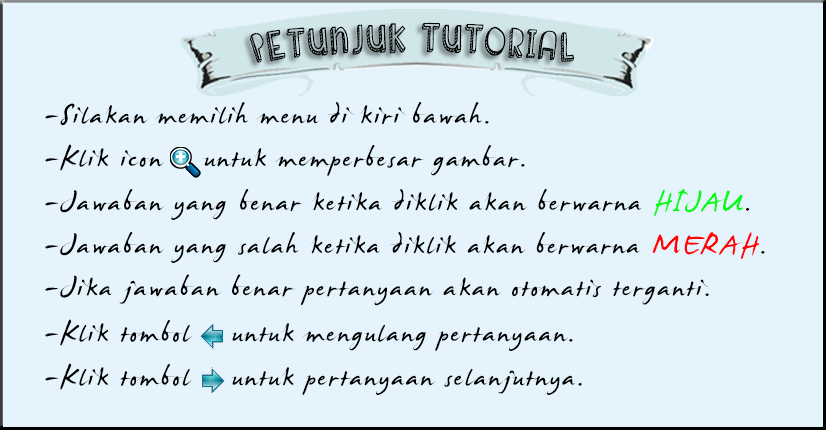 PETUNJUK TUTORIAL
-Silakan memilih menu di kiri bawah.
-Klik icon untuk memperbesar gambar.
-Jawaban yang benar ketika diklik akan berwarna HIJAU.
-Jawaban yang salah ketika diklik akan berwarna MERAH.
-Jika jawaban benar pertanyaan akan otomatis terganti.
-Klik tombol untuk mengulang pertanyaan.
-Klik tombol untuk pertanyaan selanjutnya.